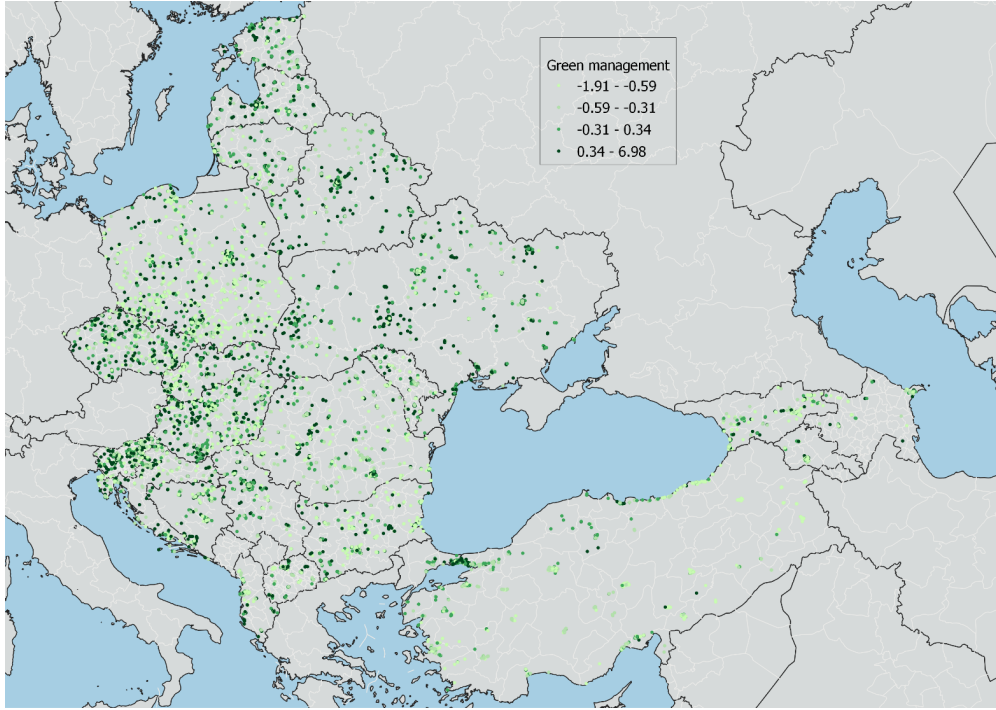 Green management
-1.91 - -0.59
-0.59 - -0.31
-0.31 - 0.34
0.34 - 6.98